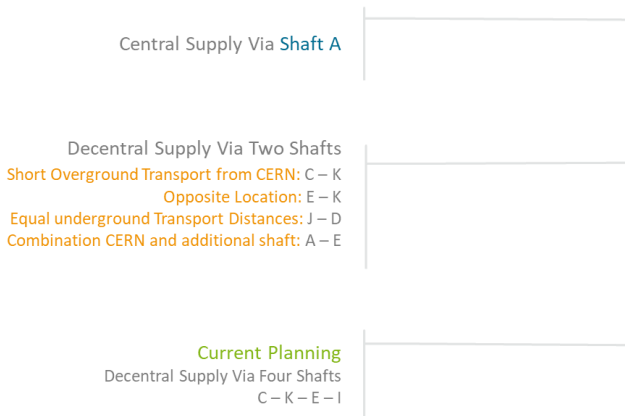 Central Supply Via Shaft A
Decentral Supply Via Two Shafts
Short Overground Transport from CERN: C – K
Opposite Location: E – K
Equal underground Transport Distances: J – D
Combination CERN and additional shaft: A – E
Current Planning
Decentral Supply Via Four Shafts
C – K – E – I